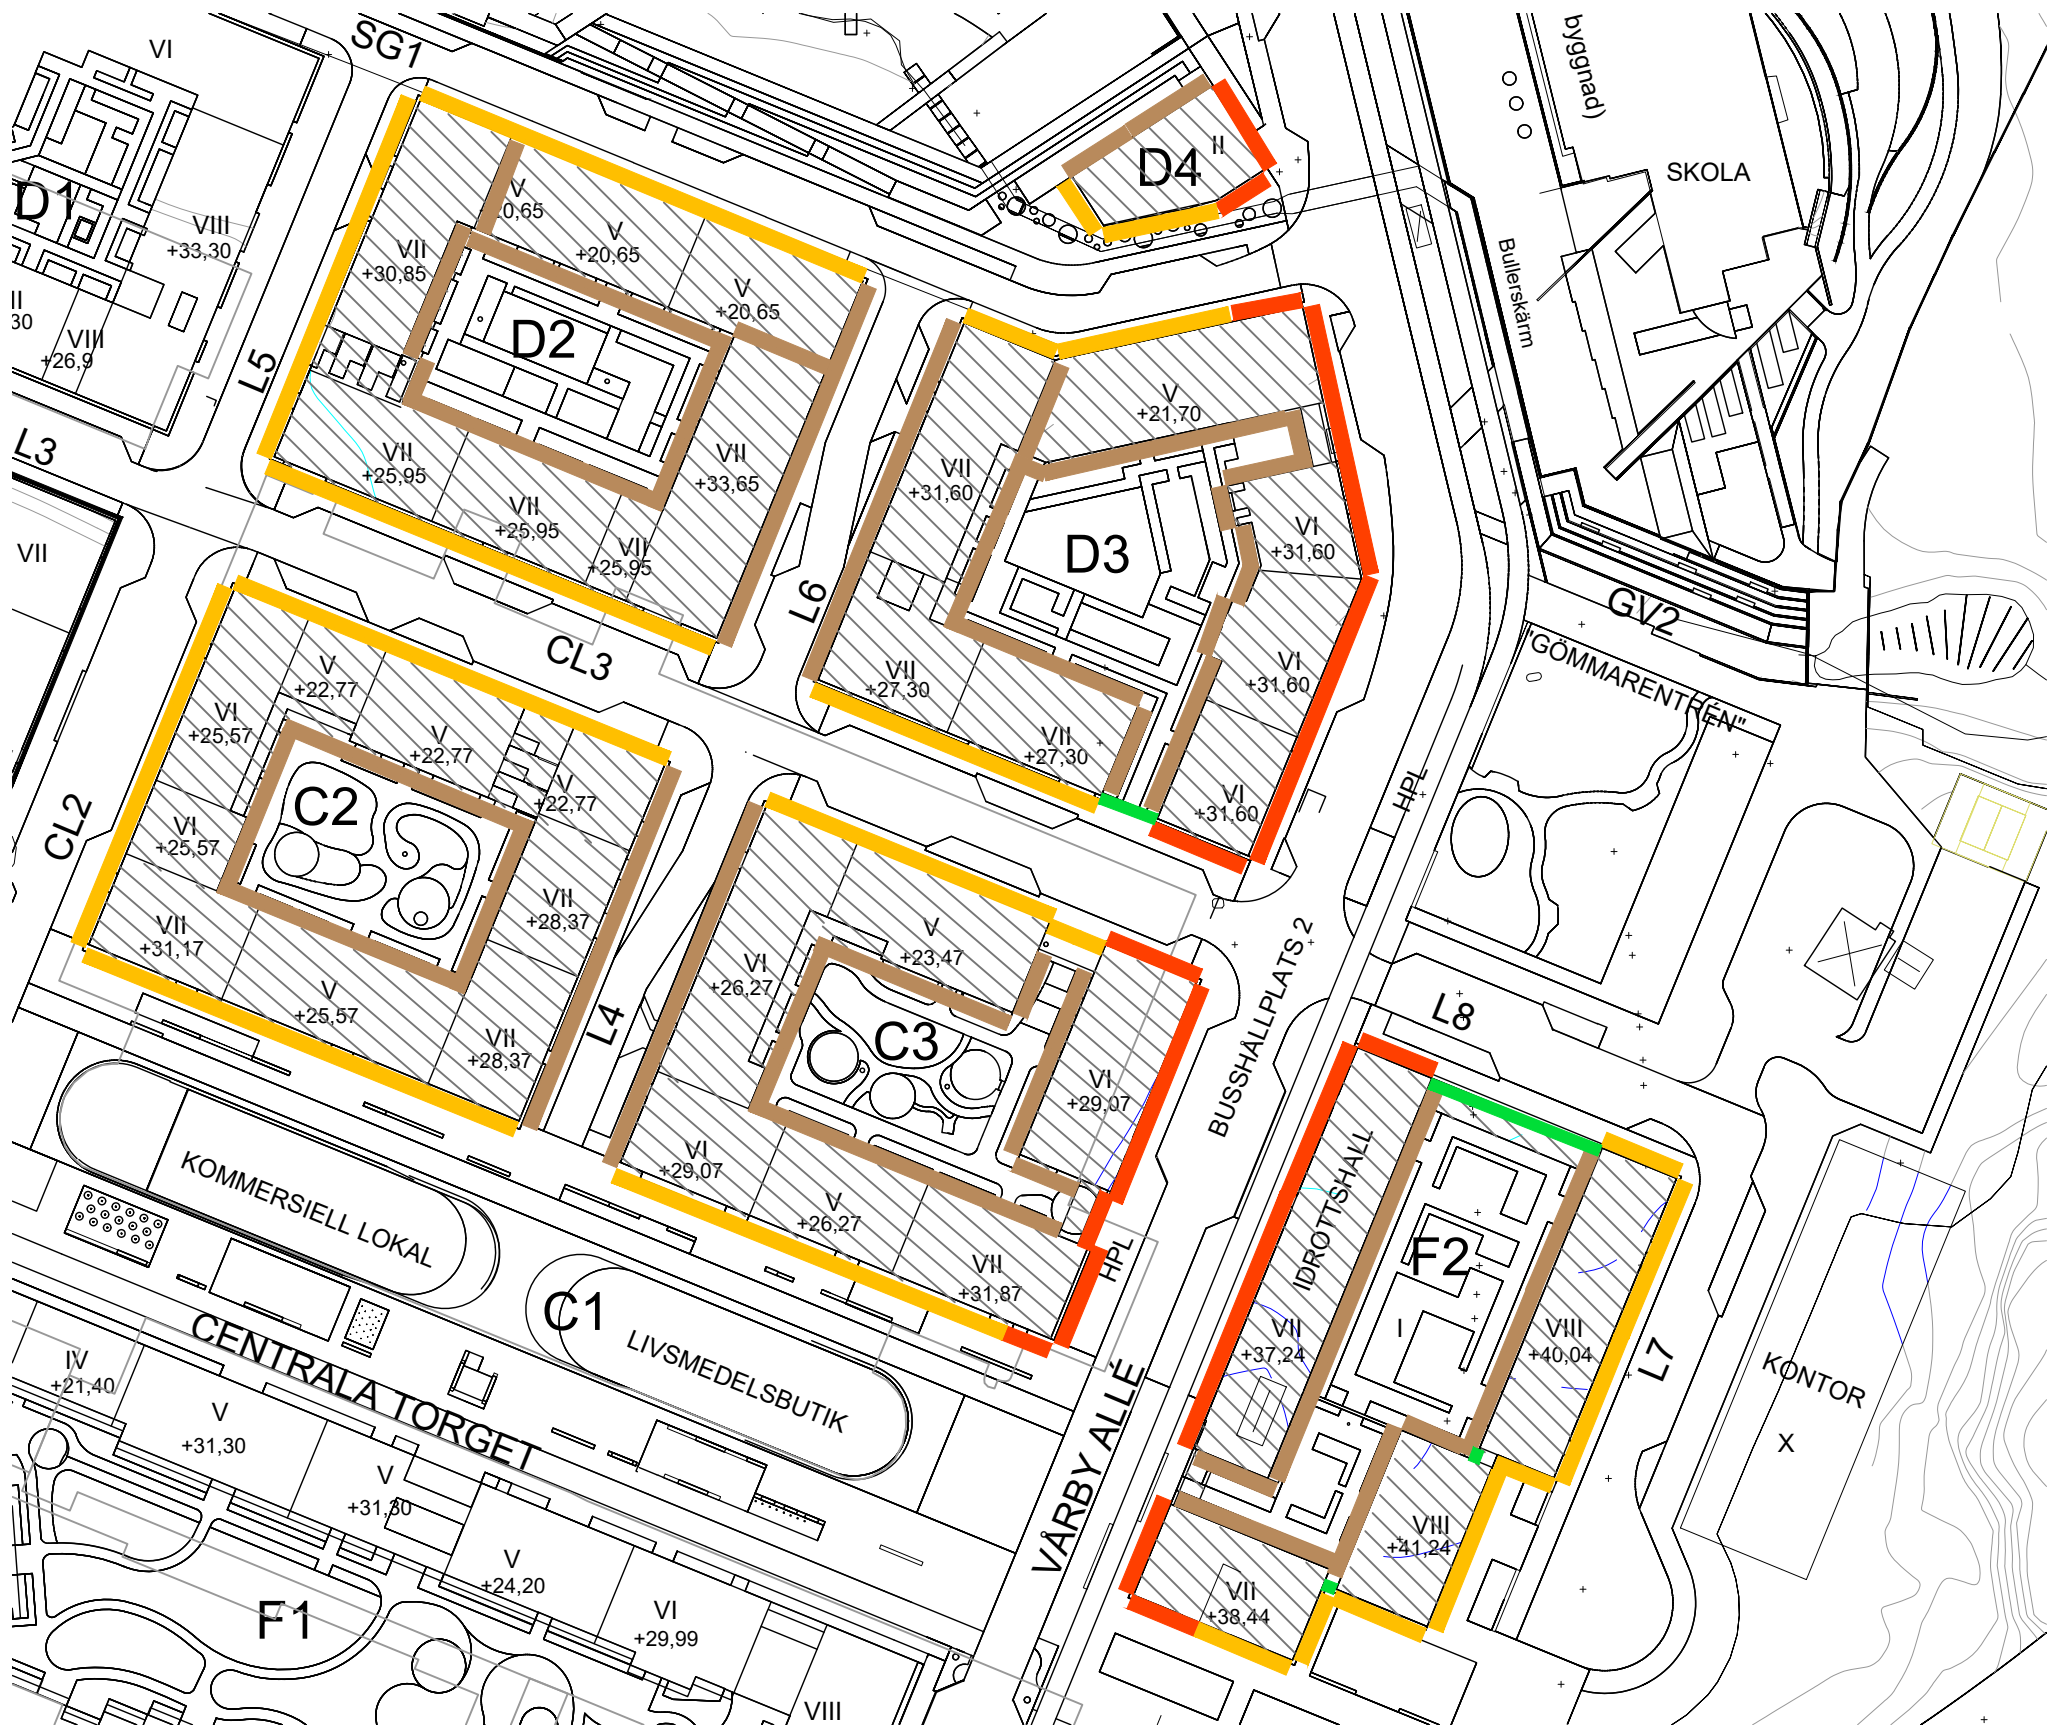 SG1
VI
byggnad)
SKOLA
II
D4
D1
VIII
+33,30
V
0,65
VII
+30,85
V
+20,65
V
+20,65
Bullerskärm
II
30
VIII
+26,9
D2
L5
V
+21,70
L3
VII
+25,95
VII
+33,65
VII
+31,60
VII
+25,95
VII
+25,95
VI
+31,60
D3
VII
L6
CL3
GV2
"GÖMMARENTRÉN"
V
+22,77
VI
+25,57
V
+22,77
V
+22,77
VII
+27,30
VII
+27,30
VI
+31,60
VI
+31,60
HPL
C2
CL2
VI
+25,57
VII
+31,17
V
+25,57
VII
+28,37
VII
+28,37
L4
V
+23,47
VI
+26,27
C3
VI
+29,07
BUSSHÅLLPLATS 2
L8
VI
+29,07
V
+26,27
VII
+31,87
HPL
KOMMERSIELL LOKAL
C1
LIVSMEDELSBUTIK
IDROTTSHALL
F2
I
VII
+37,24
VIII
+40,04
L7
KONTOR
X
CENTRALA TORGET
IV
+21,40
V
+31,30
V
+31,30
V
+24,20
VI
+29,99
VIII
F1
VÅRBY ALLÉ
VIII
+41,24
VII
+38,44